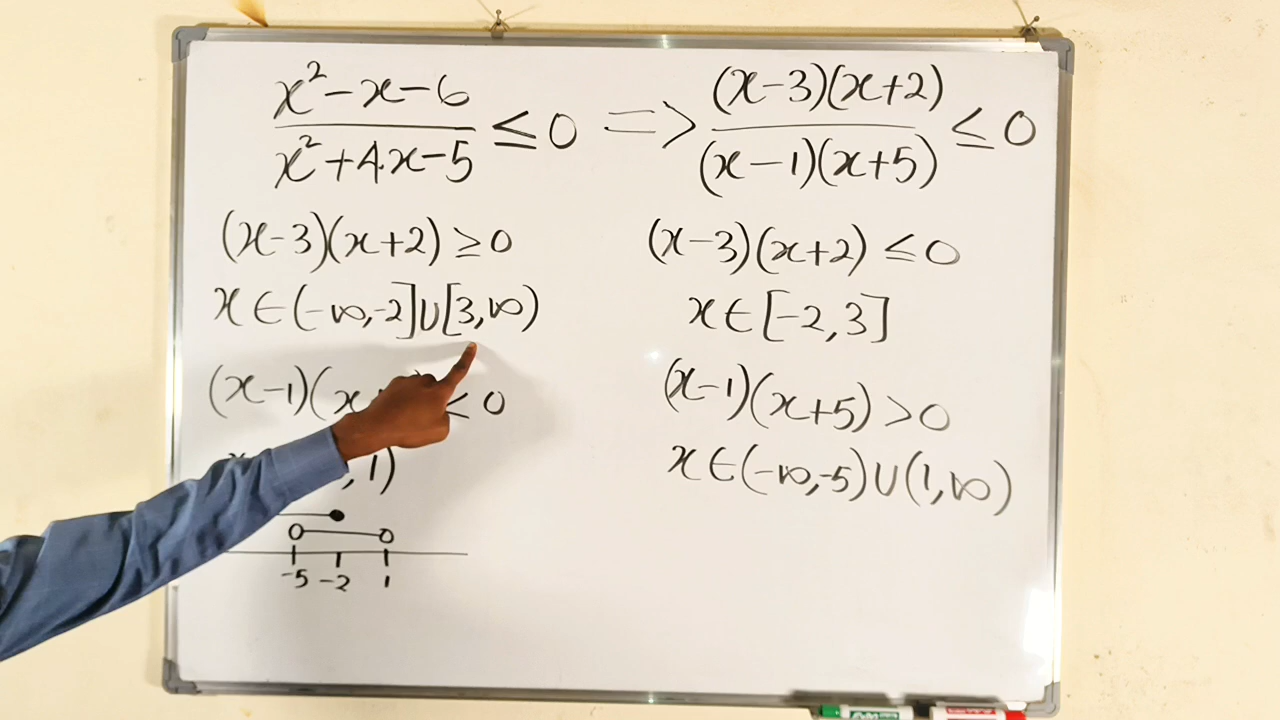 x²-x-6 / x²+4x-5 ≤ 0 => (x-3)(x+2) / (x-1)(x+5) ≤ 0
(x-3)(x+2) ≥ 0
x ∈ (-∞,-2] ∪ [3,∞)
(x-1)(x < 0
, 1)
-5 -2 1
(x-3)(x+2) ≤ 0
x ∈ [-2,3]
(x-1)(x+5) > 0
x ∈ (-∞,-5) ∪ (1,∞)